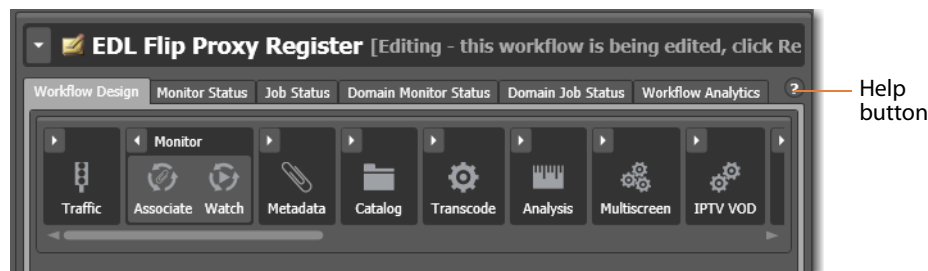 EDL Flip Proxy Register [Editing - this workflow is being edited, click Re
Workflow Design Monitor Status Job Status Domain Monitor Status Domain Job Status Workflow Analytics ?
Help
button
Monitor
Traffic Associate Watch Metadata Catalog Transcode Analysis Multiscreen IPTV VOD